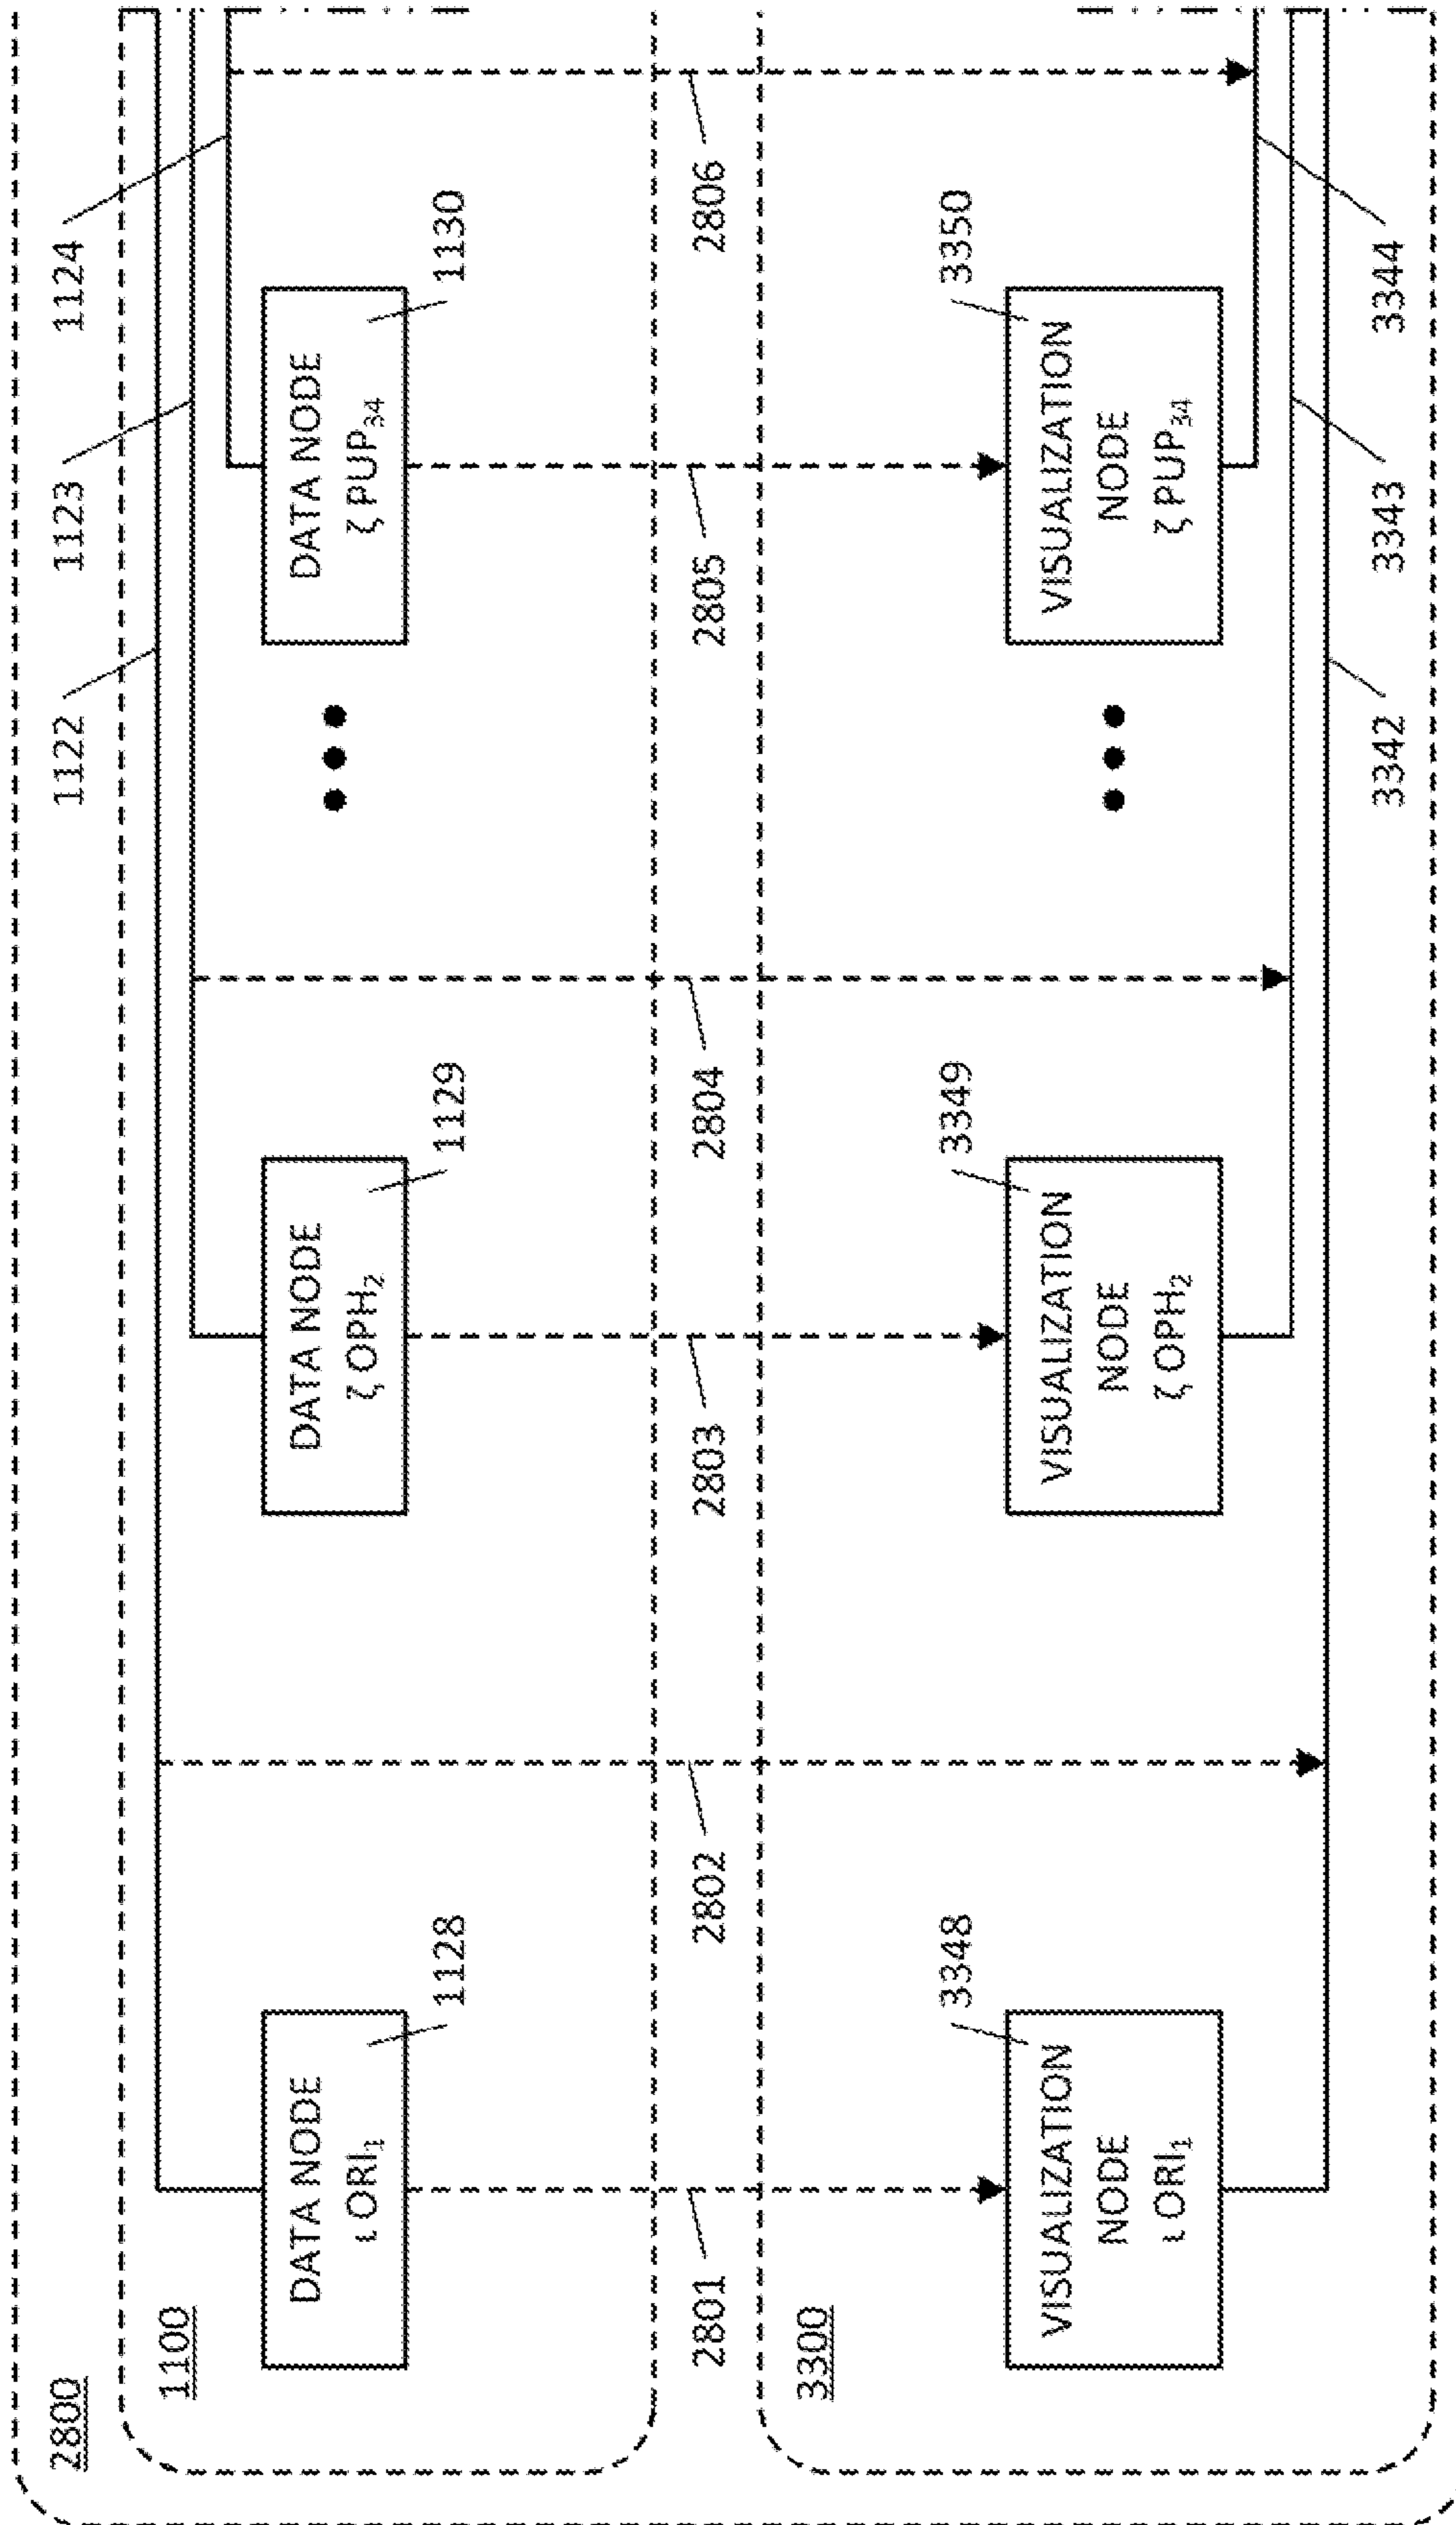 2800
1100
1122
1123
1124
DATA NODE
ι ORI₁
1128
DATA NODE
ζ OPH₂
1129
DATA NODE
ζ PUP₃₄
1130
2801
2802
2803
2804
2805
2806
3300
VISUALIZATION
NODE
ι ORI₁
3348
VISUALIZATION
NODE
ζ OPH₂
3349
VISUALIZATION
NODE
ζ PUP₃₄
3350
3342
3343
3344